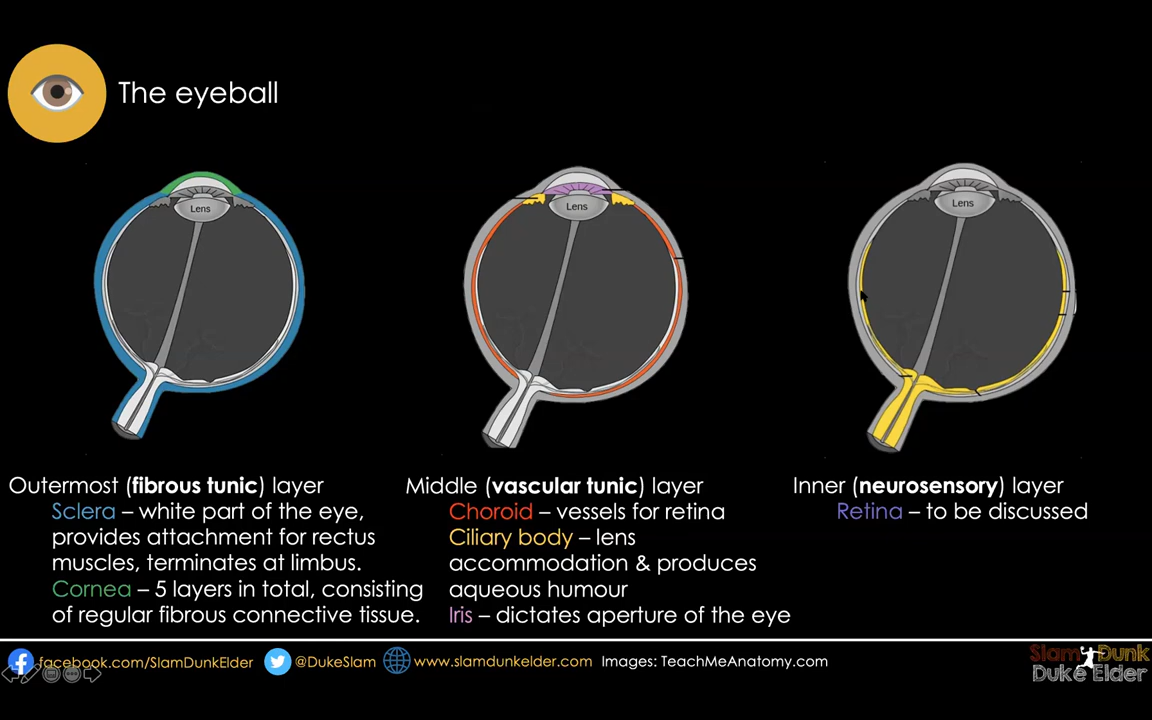 The eyeball
Lens
Lens
Lens
Outermost (fibrous tunic) layer
Sclera – white part of the eye,
provides attachment for rectus
muscles, terminates at limbus.
Cornea – 5 layers in total, consisting
of regular fibrous connective tissue.
Middle (vascular tunic) layer
Choroid – vessels for retina
Ciliary body – lens
accommodation & produces
aqueous humour
Iris – dictates aperture of the eye
Inner (neurosensory) layer
Retina – to be discussed
facebook.com/SlamDunkElder
@DukeSlam
www.slamdunkelder.com
Images: TeachMeAnatomy.com
Slam Dunk
Duke Elder